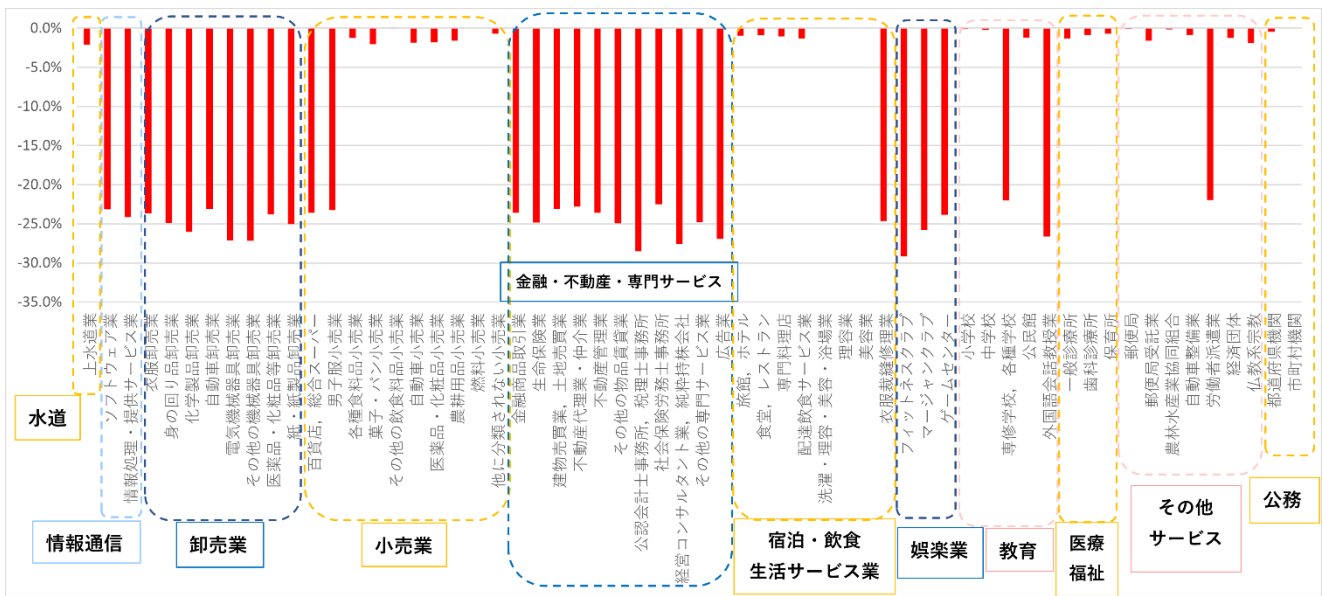 0.0%
-5.0%
-10.0%
-15.0%
-20.0%
-25.0%
-30.0%
-35.0%
金融・不動産・専門サービス
上水道業
ソフトウェア業
情報処理・提供サービス業
衣服卸売業
身の回り品卸売業
化学製品卸売業
自動車卸売業
電気機械器具卸売業
その他の機械器具卸売業
医薬品・化粧品等卸売業
紙・紙製品卸売業
百貨店，総合スーパー
男子服小売業
各種食料品小売業
菓子・パン小売業
その他の飲食料品小売業
自動車小売業
医薬品・化粧品小売業
農耕用品小売業
燃料小売業
他に分類されない小売業
金融商品取引業
生命保険業
建物売買業，土地売買業
不動産代理業・仲介業
不動産管理業
その他の物品賃貸業
公認会計士事務所，税理士事務所
社会保険労務士事務所
経営コンサルタント業，純粋持株会社
その他の専門サービス業
広告業
旅館，ホテル
食堂，レストラン
専門料理店
配達飲食サービス業
洗濯・理容・美容・浴場業
理容業
美容業
衣服裁縫修理業
フィットネスクラブ
マージャンクラブ
ゲームセンター
小学校
中学校
専修学校，各種学校
公民館
外国語会話教授業
一般診療所
歯科診療所
保育所
郵便局
郵便局受託業
農林水産業協同組合
自動車整備業
労働者派遣業
経済団体
仏教系宗教
都道府県機関
市町村機関
水道
情報通信
卸売業
小売業
宿泊・飲食
生活サービス業
娯楽業
教育
医療
福祉
その他
サービス
公務